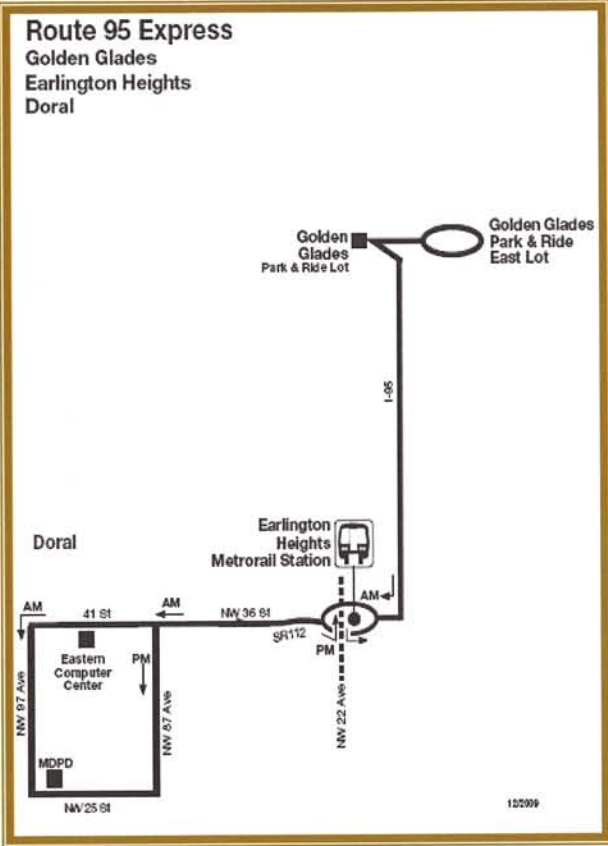 Route 95 Express
Golden Glades
Earlington Heights
Doral
Golden
Glades
Park & Ride Lot
Golden Glades
Park & Ride
East Lot
I-95
Earlington
Heights
Metrorail Station
Doral
AM
AM
41 St
AM
NW 36 St
SR112
PM
Eastern
Computer
Center
PM
NW 97 Ave
NW 87 Ave
NW 22 Ave
MDPD
NW 25 St
12/2009